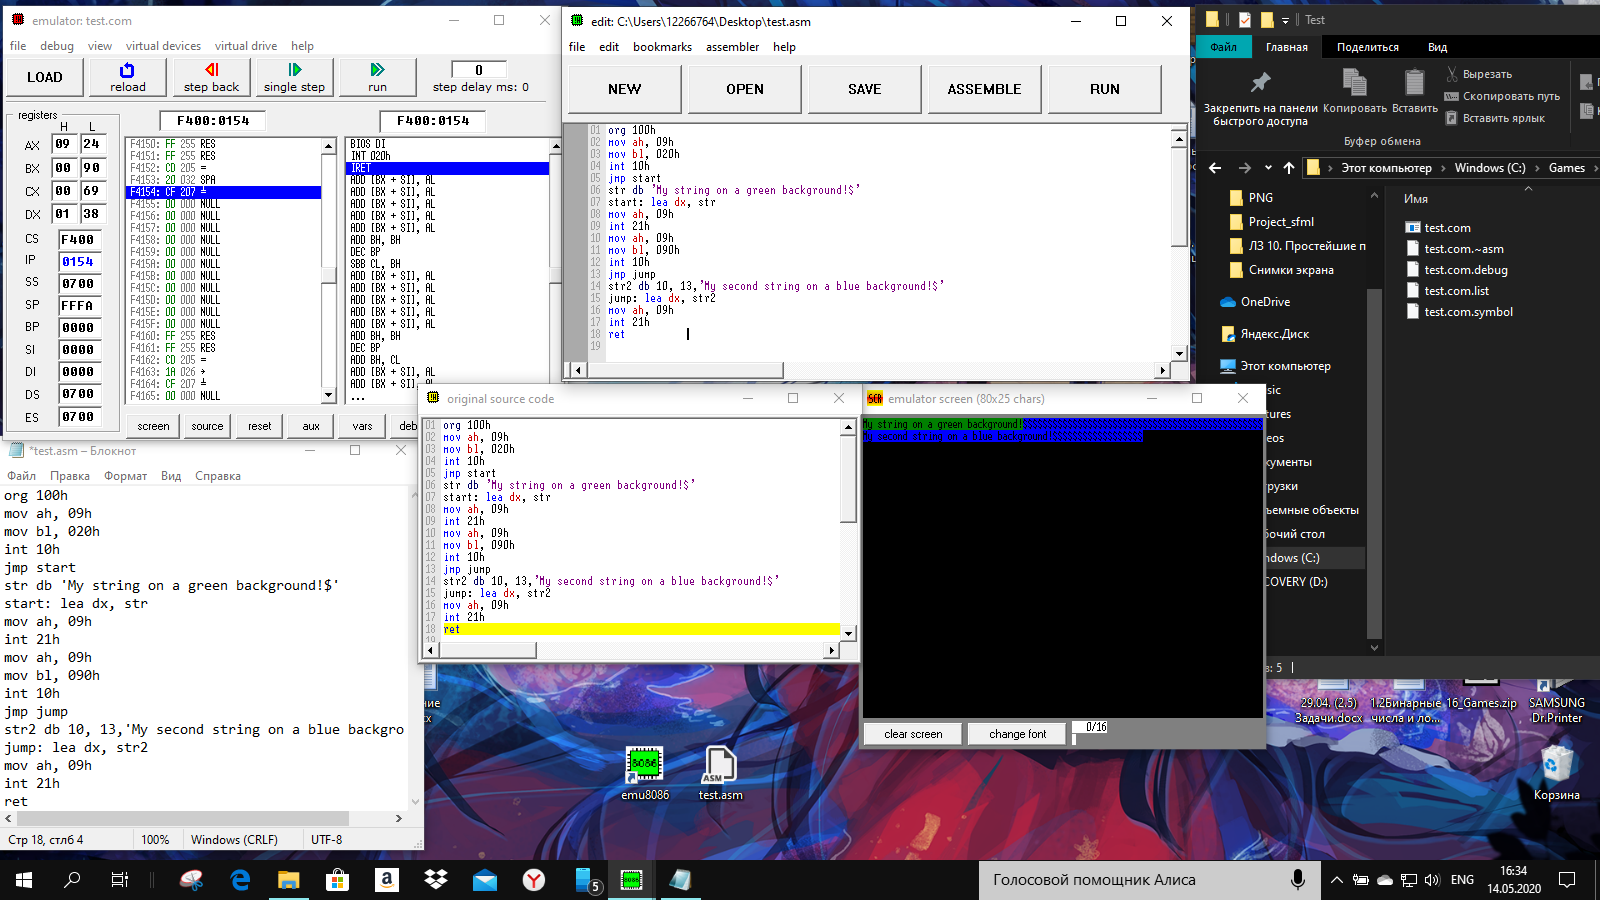 emulator: test.com
file debug view virtual devices virtual drive help
LOAD reload step back single step run 0 step delay ms: 0
registers F400:0154 F400:0154
H L
AX 09 24
BX 00 90
CX 00 69
DX 01 38
CS F400
IP 0154
SS 0700
SP FFFA
BP 0000
SI 0000
DI 0000
DS 0700
ES 0700
F4150: FF 255 RES
F4151: FF 255 RES
F4152: CD 205 =
F4153: 20 032 SPA
F4154: CF 207 ╧
F4155: 00 000 NULL
F4156: 00 000 NULL
F4157: 00 000 NULL
F4158: 00 000 NULL
F4159: 00 000 NULL
F415A: 00 000 NULL
F415B: 00 000 NULL
F415C: 00 000 NULL
F415D: 00 000 NULL
F415E: 00 000 NULL
F415F: 00 000 NULL
F4160: FF 255 RES
F4161: FF 255 RES
F4162: CD 205 =
F4163: 1A 026 →
F4164: CF 207 ╧
F4165: 00 000 NULL
BIOS DI
INT 020h
IRET
ADD [BX + SI], AL
ADD [BX + SI], AL
ADD [BX + SI], AL
ADD [BX + SI], AL
ADD [BX + SI], AL
ADD BH, BH
DEC BP
SBB CL, BH
ADD [BX + SI], AL
ADD [BX + SI], AL
ADD [BX + SI], AL
ADD [BX + SI], AL
ADD [BX + SI], AL
ADD BH, BH
DEC BP
ADD BH, CL
ADD [BX + SI], AL
ADD [BX + SI], AL
...
screen source reset aux vars deb
edit: C:\Users\12266764\Desktop\test.asm
file edit bookmarks assembler help
NEW OPEN SAVE ASSEMBLE RUN
01 org 100h
02 mov ah, 09h
03 mov bl, 020h
04 int 10h
05 jmp start
06 str db 'My string on a green background!$'
07 start: lea dx, str
08 mov ah, 09h
09 int 21h
10 mov ah, 09h
11 mov bl, 090h
12 int 10h
13 jmp jump
14 str2 db 10, 13,'My second string on a blue background!$'
15 jump: lea dx, str2
16 mov ah, 09h
17 int 21h
18 ret
19
original source code
01 org 100h
02 mov ah, 09h
03 mov bl, 020h
04 int 10h
05 jmp start
06 str db 'My string on a green background!$'
07 start: lea dx, str
08 mov ah, 09h
09 int 21h
10 mov ah, 09h
11 mov bl, 090h
12 int 10h
13 jmp jump
14 str2 db 10, 13,'My second string on a blue background!$'
15 jump: lea dx, str2
16 mov ah, 09h
17 int 21h
18 ret
19
SCR emulator screen (80x25 chars)
My string on a green background!
My second string on a blue background!
clear screen change font 0/16
*test.asm – Блокнот
Файл Правка Формат Вид Справка
org 100h
mov ah, 09h
mov bl, 020h
int 10h
jmp start
str db 'My string on a green background!$'
start: lea dx, str
mov ah, 09h
int 21h
mov ah, 09h
mov bl, 090h
int 10h
jmp jump
str2 db 10, 13,'My second string on a blue backgro
jump: lea dx, str2
mov ah, 09h
int 21h
ret
Стр 18, стлб 4 100% Windows (CRLF) UTF-8
Test
Файл Главная Поделиться Вид
Закрепить на панели быстрого доступа
Копировать
Вставить
Вырезать
Скопировать путь
Вставить ярлык
Буфер обмена
Этот компьютер Windows (C:) Games
PNG
Project_sfml
ЛЗ 10. Простейшие п
Снимки экрана
OneDrive
Яндекс.Диск
Этот компьютер
sic
tures
eos
кументы
рузки
ъемные объекты
бочий стол
ndows (C:)
COVERY (D:)
Имя
test.com
test.com.~asm
test.com.debug
test.com.list
test.com.symbol
в: 5
ние
cx
emu8086
8086
ASM
test.asm
29.04. (2.5)
Задачи.docx
1.2Бинарные
числа и ло...
16_Games.zip
SAMSUNG
Dr.Printer
Корзина
5
8086
Голосовой помощник Алиса
ENG
16:34
14.05.2020